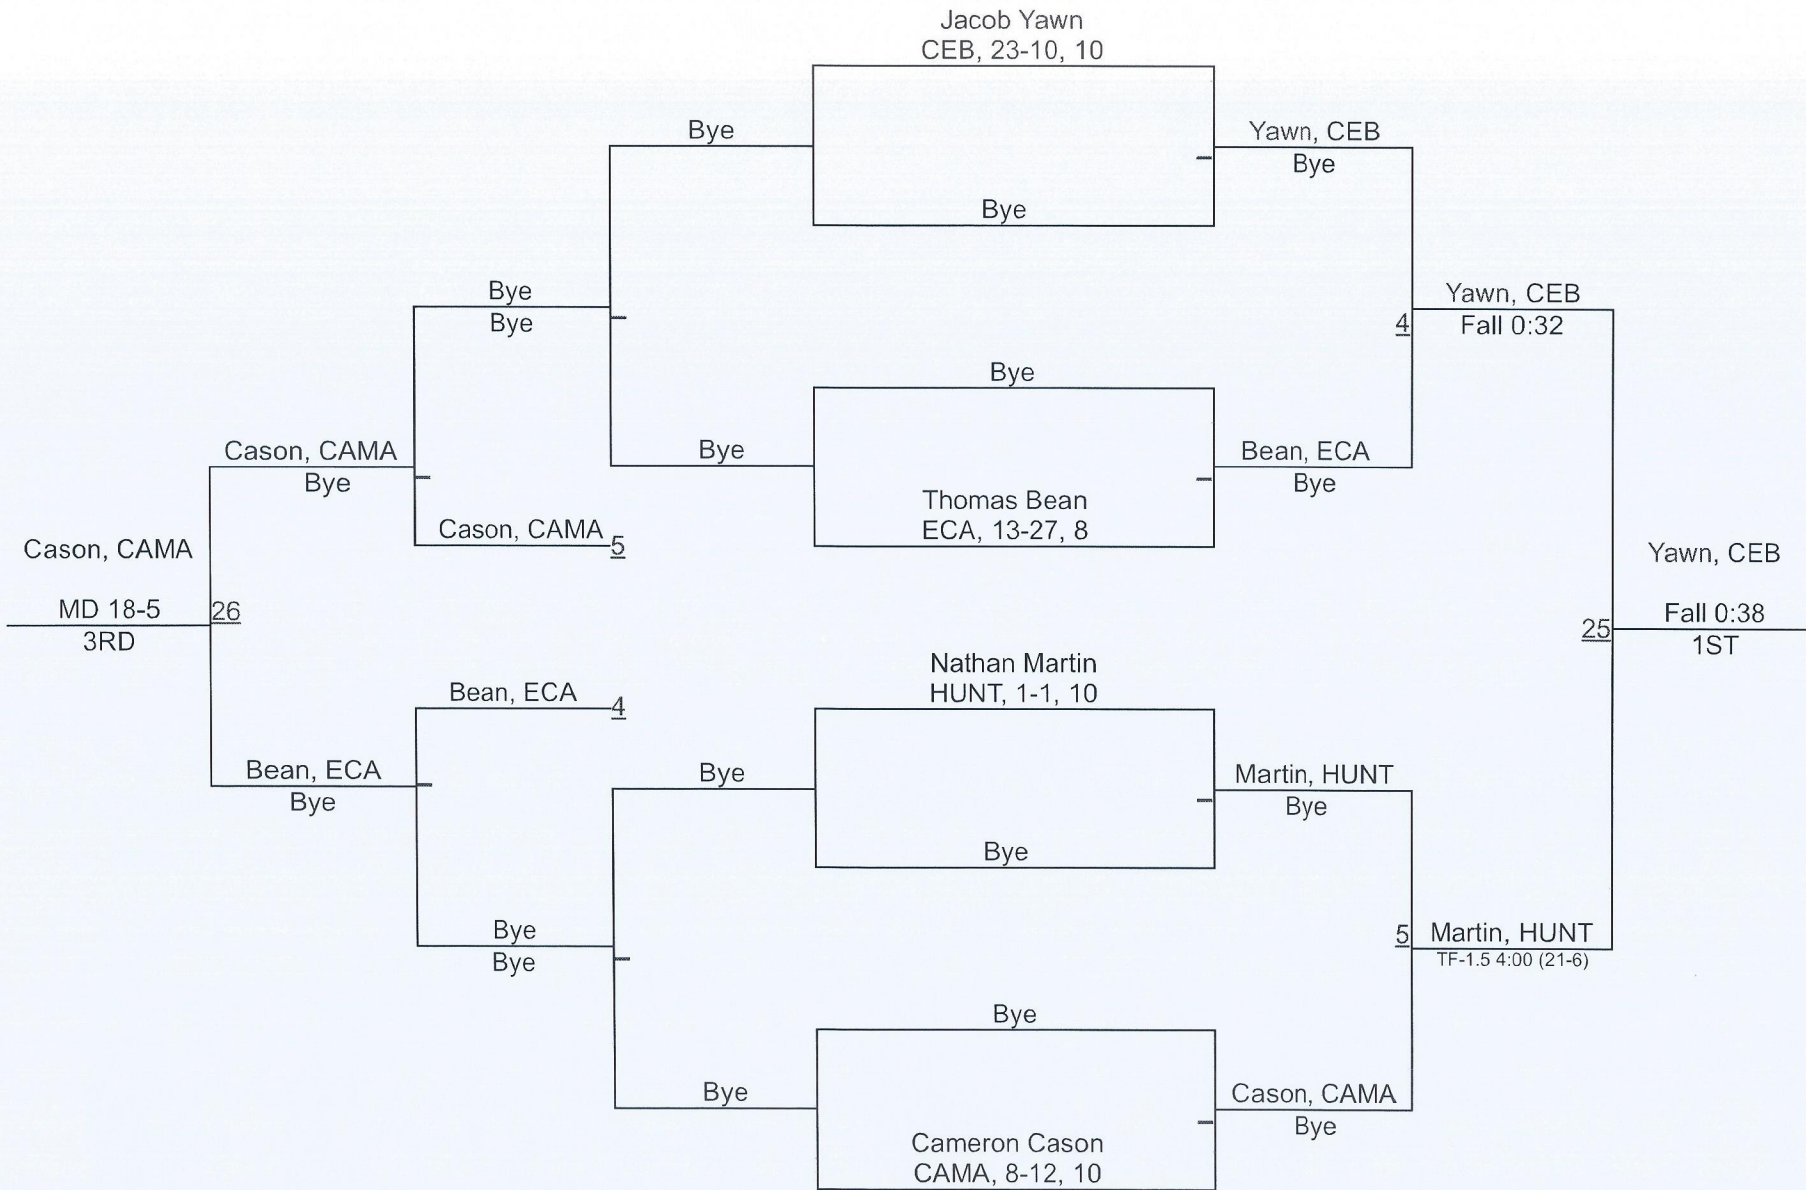 Jacob Yawn
CEB, 23-10, 10
Bye
Yawn, CEB
Bye
Bye
Bye
Bye
Yawn, CEB
4
Fall 0:32
Bye
Cason, CAMA
Bye
Bye
Bean, ECA
Bye
Thomas Bean
ECA, 13-27, 8
Cason, CAMA
5
Cason, CAMA
Yawn, CEB
MD 18-5
26
3RD
Fall 0:38
25
1ST
Nathan Martin
HUNT, 1-1, 10
Bean, ECA
4
Bean, ECA
Bye
Bye
Martin, HUNT
Bye
Bye
Bye
Bye
5
Martin, HUNT
TF-1.5 4:00 (21-6)
Bye
Bye
Cason, CAMA
Bye
Cameron Cason
CAMA, 8-12, 10